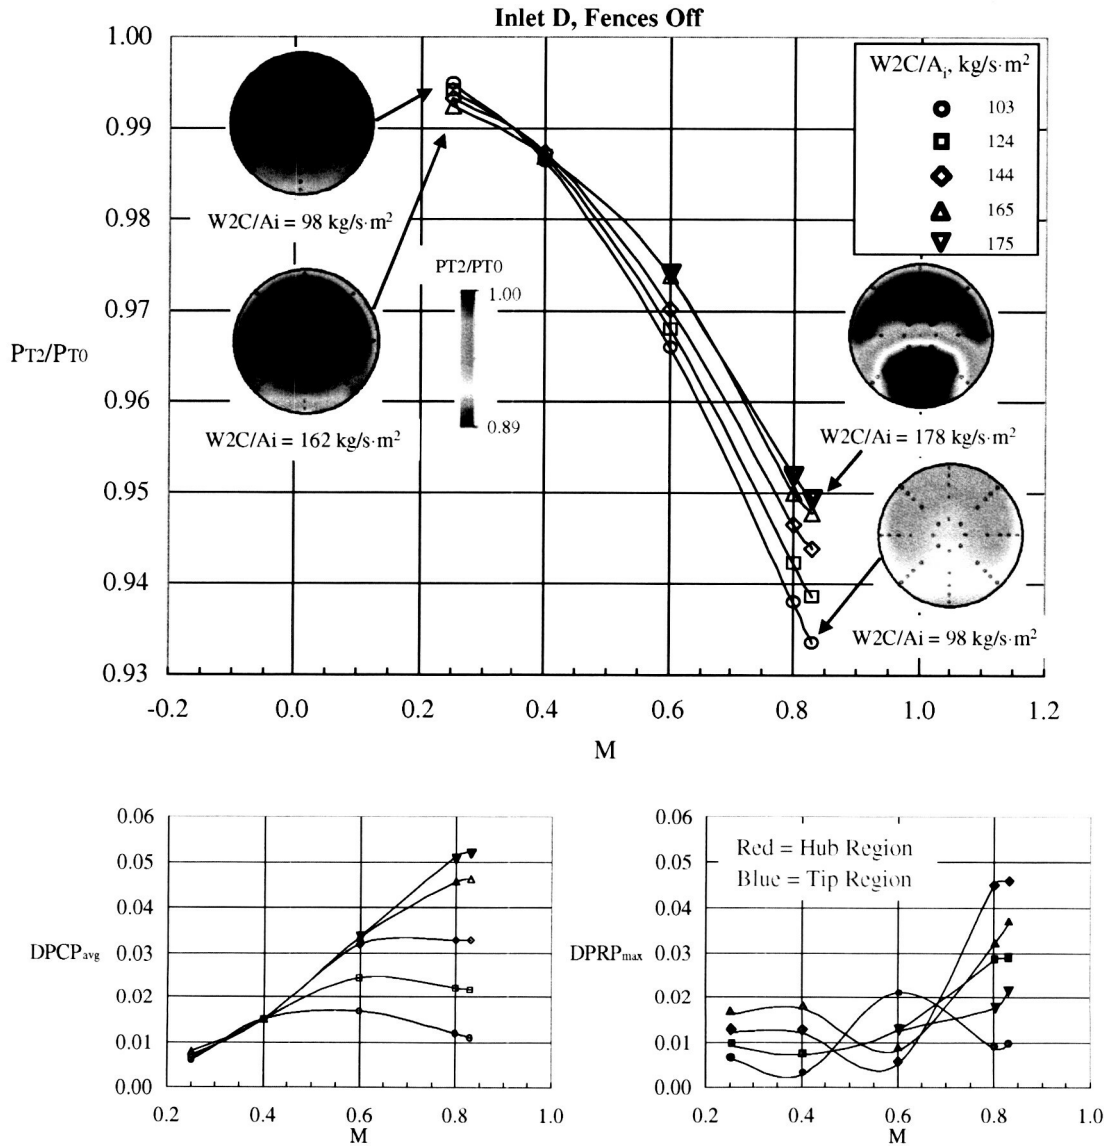 Inlet D, Fences Off
1.00
0.99
0.98
0.97
0.96
0.95
0.94
0.93
PT2/PT0
-0.2 0.0 0.2 0.4 0.6 0.8 1.0 1.2
M
W2C/Ai, kg/s·m²
103
124
144
165
175
W2C/Ai = 98 kg/s·m²
W2C/Ai = 162 kg/s·m²
PT2/PT0
1.00
0.89
W2C/Ai = 178 kg/s·m²
W2C/Ai = 98 kg/s·m²
0.06
0.05
0.04
0.03
0.02
0.01
0.00
DPCPavg
0.2 0.4 0.6 0.8 1.0
M
0.06
0.05
0.04
0.03
0.02
0.01
0.00
DPRPmax
Red = Hub Region
Blue = Tip Region
0.2 0.4 0.6 0.8 1.0
M